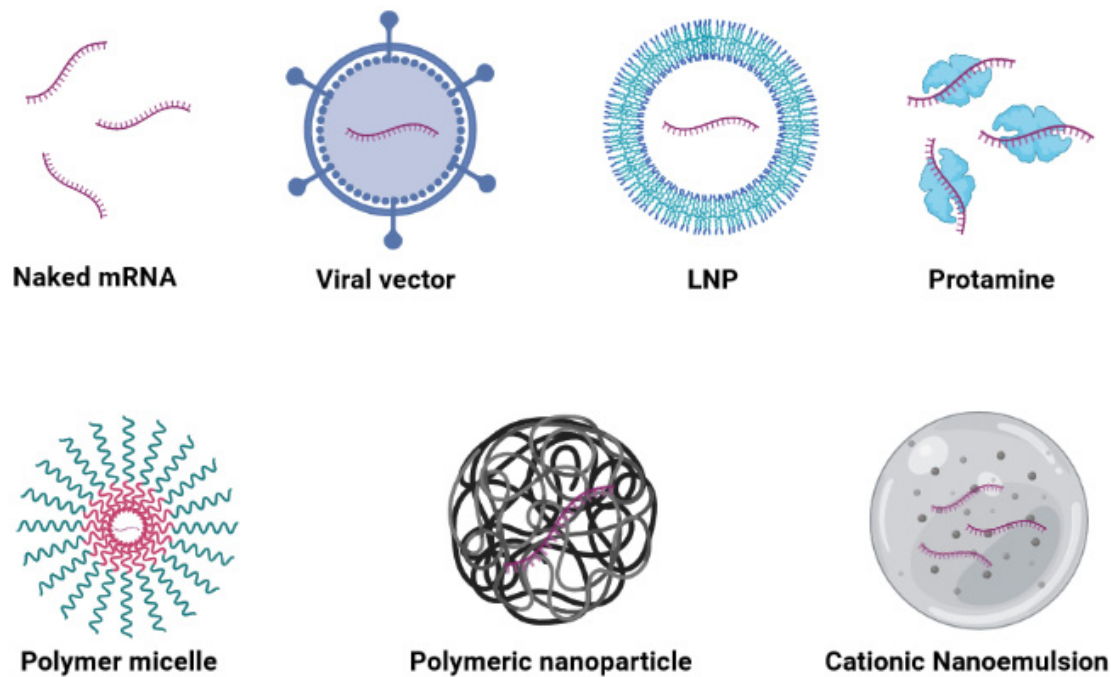 Naked mRNA
Viral vector
LNP
Protamine
Polymer micelle
Polymeric nanoparticle
Cationic Nanoemulsion